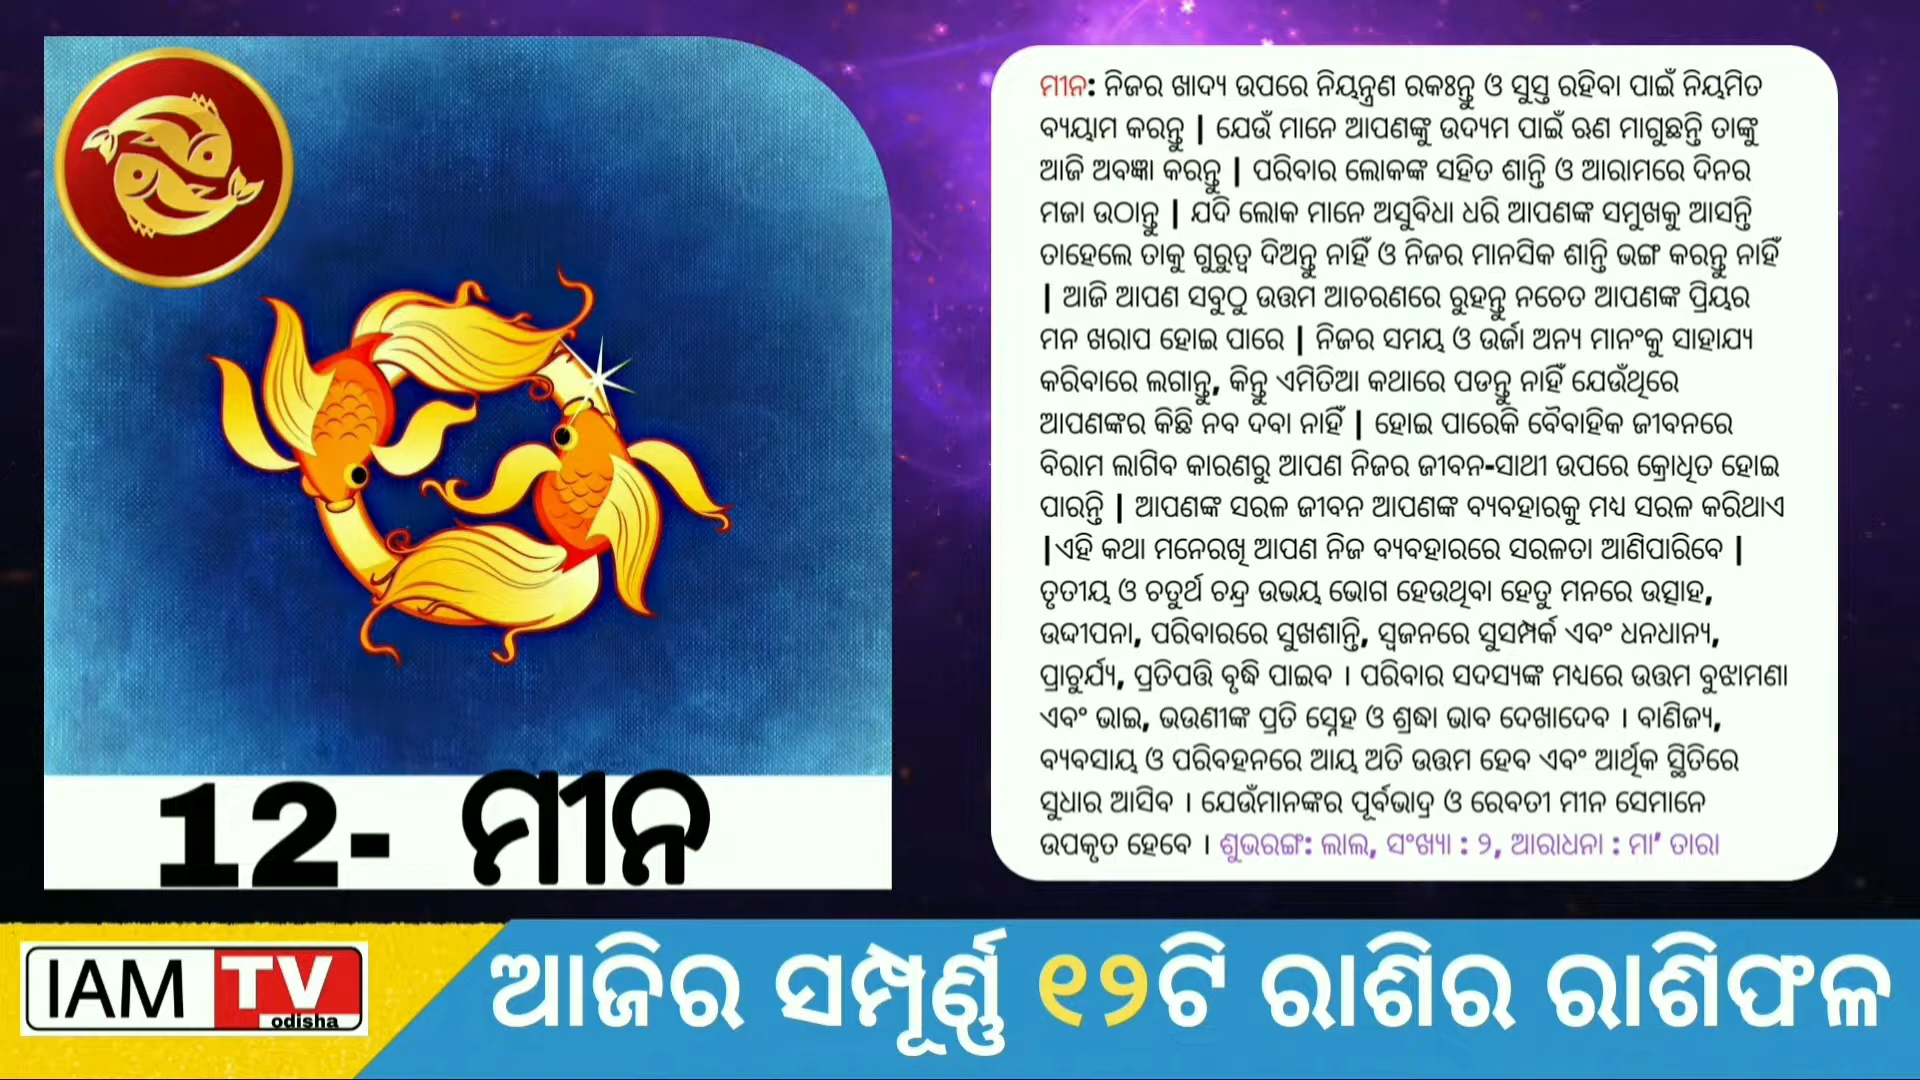 ମୀନ: ନିଜର ଖାଦ୍ୟ ଉପରେ ନିୟନ୍ତ୍ରଣ ରକଃନ୍ତୁ ଓ ସୁସ୍ତ ରହିବା ପାଇଁ ନିୟମିତ
ବ୍ୟୟାମ କରନ୍ତୁ | ଯେଉଁ ମାନେ ଆପଣଙ୍କୁ ଉଦ୍ୟମ ପାଇଁ ଋଣ ମାଗୁଛନ୍ତି ତାଙ୍କୁ
ଆଜି ଅବଜ୍ଞା କରନ୍ତୁ | ପରିବାର ଲୋକଙ୍କ ସହିତ ଶାନ୍ତି ଓ ଆରାମରେ ଦିନର
ମଜା ଉଠାନ୍ତୁ | ଯଦି ଲୋକ ମାନେ ଅସୁବିଧା ଧରି ଆପଣଙ୍କ ସମୁଖକୁ ଆସନ୍ତି
ତାହେଲେ ତାକୁ ଗୁରୁତ୍ୱ ଦିଅନ୍ତୁ ନାହିଁ ଓ ନିଜର ମାନସିକ ଶାନ୍ତି ଭଙ୍ଗ କରନ୍ତୁ ନାହିଁ
| ଆଜି ଆପଣ ସବୁଠୁ ଉତ୍ତମ ଆଚରଣରେ ରୁହନ୍ତୁ ନଚେତ ଆପଣଙ୍କ ପ୍ରିୟର
ମନ ଖରାପ ହୋଇ ପାରେ | ନିଜର ସମୟ ଓ ଉର୍ଜା ଅନ୍ୟ ମାନଂକୁ ସାହାଯ୍ୟ
କରିବାରେ ଲଗାନ୍ତୁ, କିନ୍ତୁ ଏମିତିଆ କଥାରେ ପଡନ୍ତୁ ନାହିଁ ଯେଉଁଥିରେ
ଆପଣଙ୍କର କିଛି ନବ ଦବା ନାହିଁ | ହୋଇ ପାରେକି ବୈବାହିକ ଜୀବନରେ
ବିରାମ ଲାଗିବ କାରଣରୁ ଆପଣ ନିଜର ଜୀବନ-ସାଥୀ ଉପରେ କ୍ରୋଧିତ ହୋଇ
ପାରନ୍ତି | ଆପଣଙ୍କ ସରଳ ଜୀବନ ଆପଣଙ୍କ ବ୍ୟବହାରକୁ ମଧ୍ୟ ସରଳ କରିଥାଏ
|ଏହି କଥା ମନେରଖି ଆପଣ ନିଜ ବ୍ୟବହାରରେ ସରଳତା ଆଣିପାରିବେ |
ତୃତୀୟ ଓ ଚତୁର୍ଥ ଚନ୍ଦ୍ର ଉଭୟ ଭୋଗ ହେଉଥିବା ହେତୁ ମନରେ ଉତ୍ସାହ,
ଉଦ୍ଦୀପନା, ପରିବାରରେ ସୁଖଶାନ୍ତି, ସ୍ୱଜନରେ ସୁସମ୍ପର୍କ ଏବଂ ଧନଧାନ୍ୟ,
ପ୍ରାଚୁର୍ଯ୍ୟ, ପ୍ରତିପତ୍ତି ବୃଦ୍ଧି ପାଇବ । ପରିବାର ସଦସ୍ୟଙ୍କ ମଧ୍ୟରେ ଉତ୍ତମ ବୁଝାମଣା
ଏବଂ ଭାଇ, ଭଉଣୀଙ୍କ ପ୍ରତି ସ୍ନେହ ଓ ଶ୍ରଦ୍ଧା ଭାବ ଦେଖାଦେବ । ବାଣିଜ୍ୟ,
ବ୍ୟବସାୟ ଓ ପରିବହନରେ ଆୟ ଅତି ଉତ୍ତମ ହେବ ଏବଂ ଆର୍ଥିକ ସ୍ଥିତିରେ
ସୁଧାର ଆସିବ । ଯେଉଁମାନଙ୍କର ପୂର୍ବଭାଦ୍ର ଓ ରେବତୀ ମୀନ ସେମାନେ
ଉପକୃତ ହେବେ । ଶୁଭରଙ୍ଗ: ଲାଲ, ସଂଖ୍ୟା : ୨, ଆରାଧନା : ମା’ ତାରା
12- ମୀନ
IAM TV
odisha
ଆଜିର ସମ୍ପୂର୍ଣ୍ଣ ୧୨ଟି ରାଶିର ରାଶିଫଳ